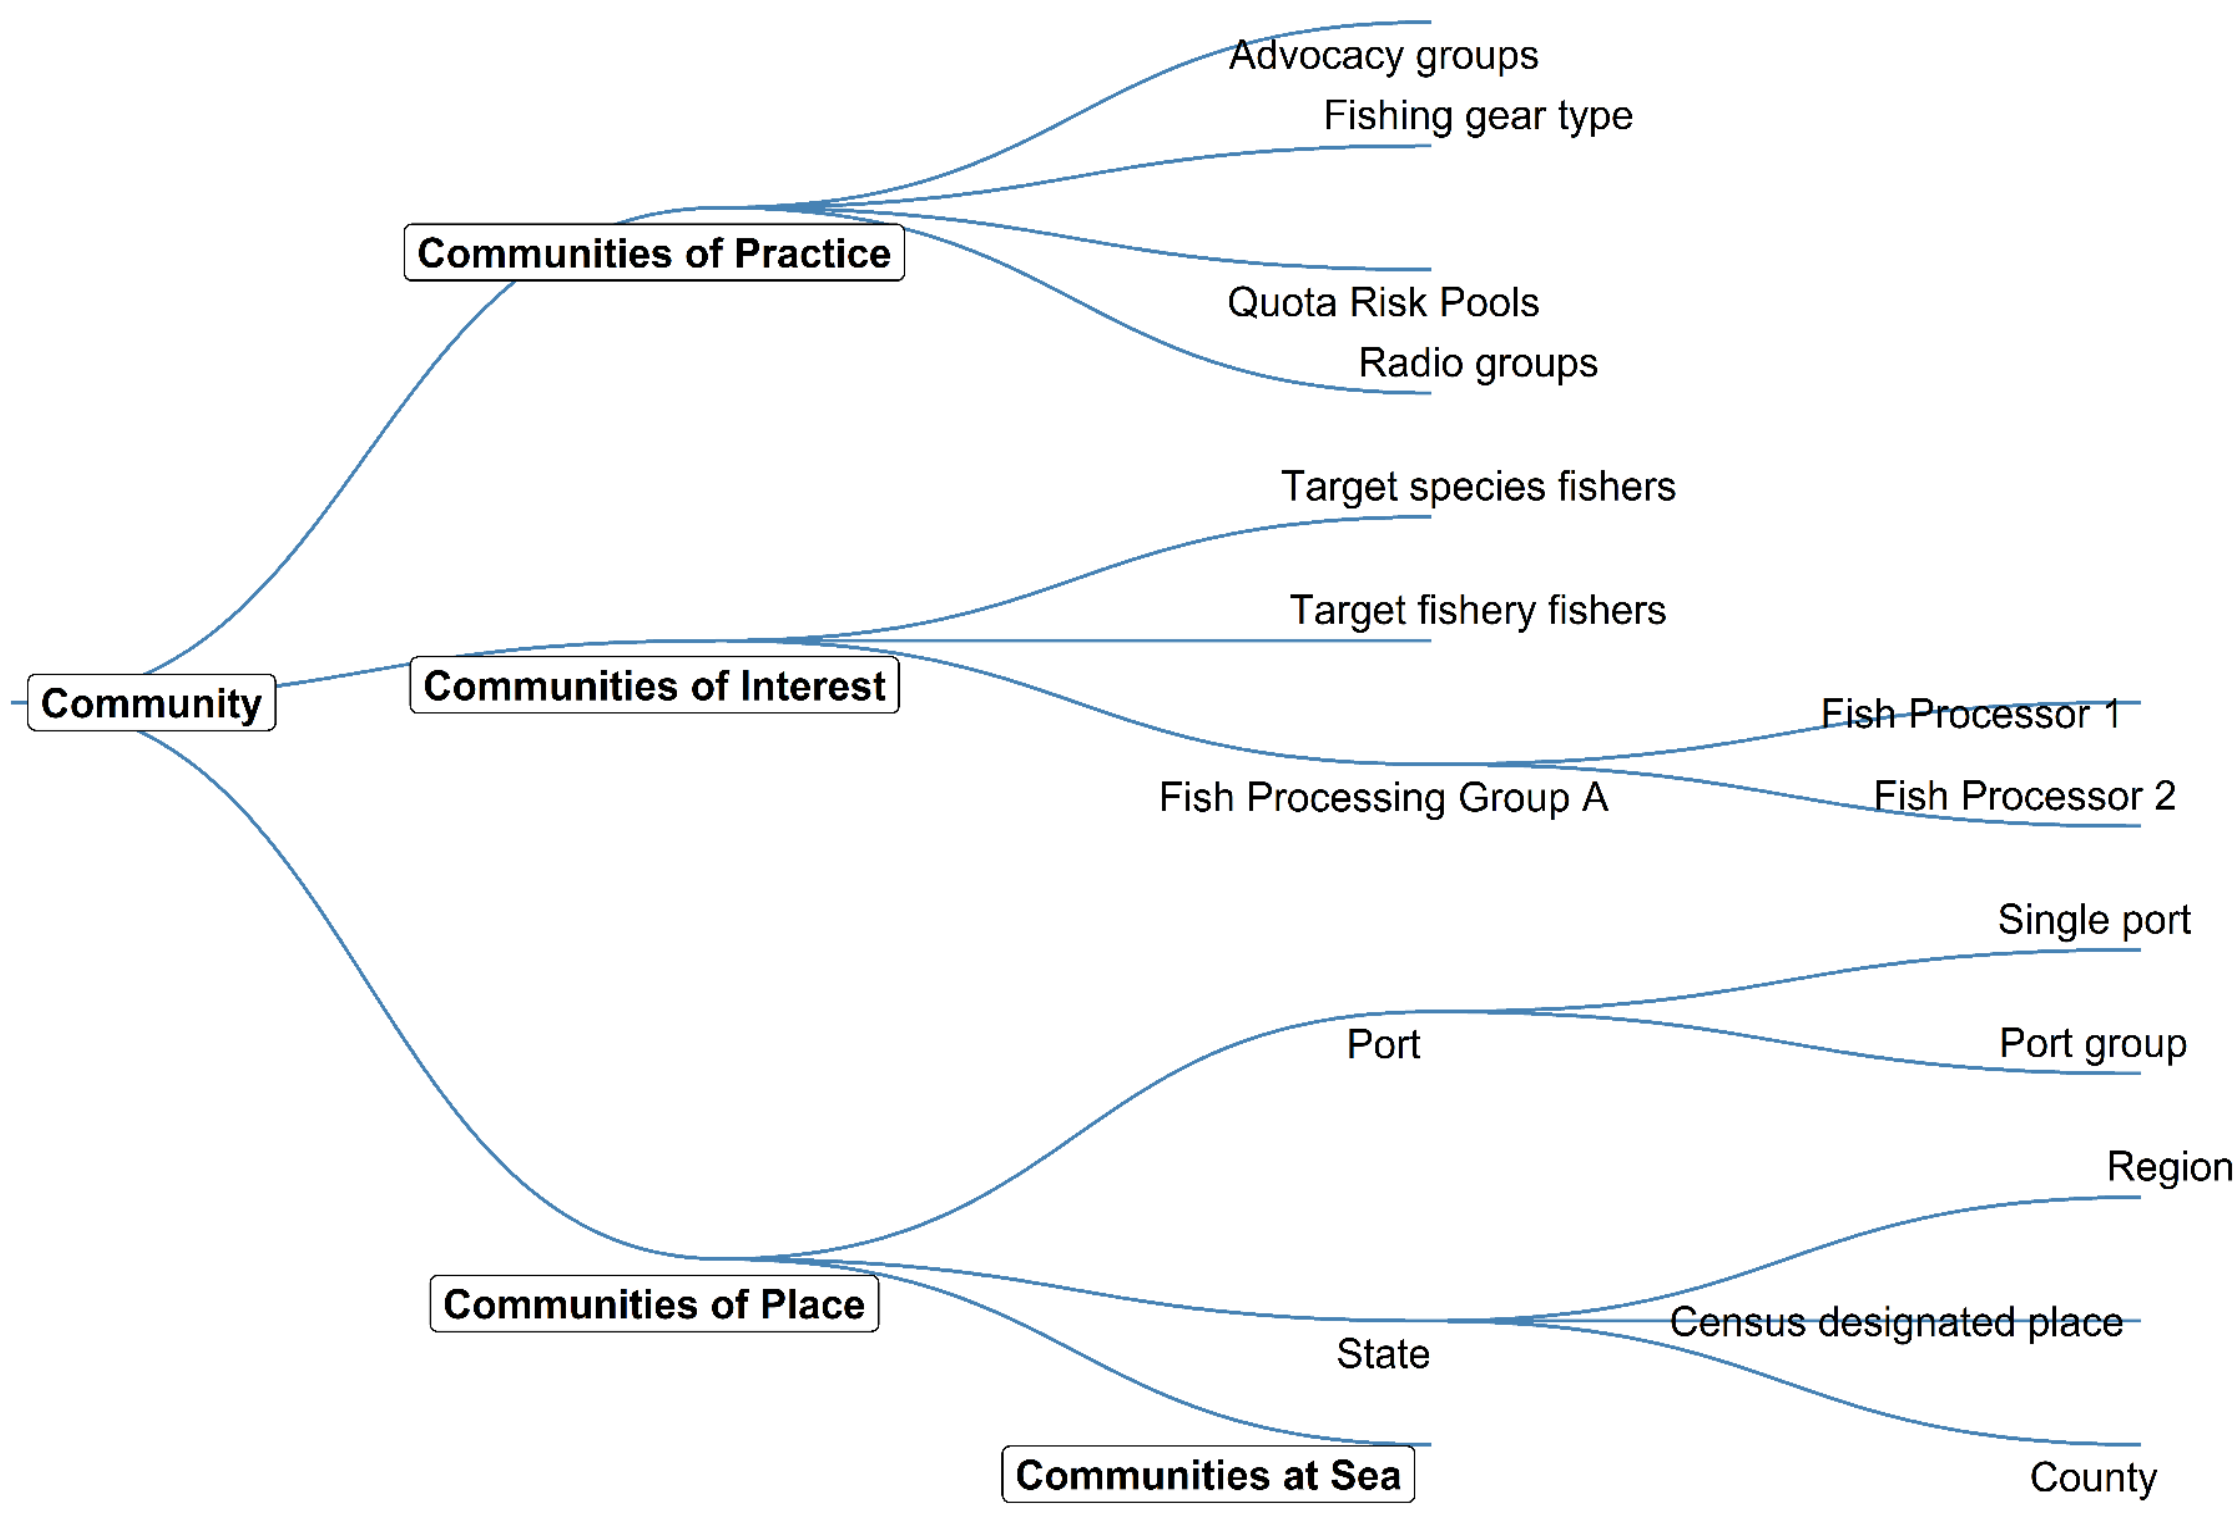 Advocacy groups
Fishing gear type
Communities of Practice
Quota Risk Pools
Radio groups
Target species fishers
Target fishery fishers
Community
Communities of Interest
Fish Processor 1
Fish Processing Group A
Fish Processor 2
Single port
Port
Port group
Region
Communities of Place
Census designated place
State
Communities at Sea
County